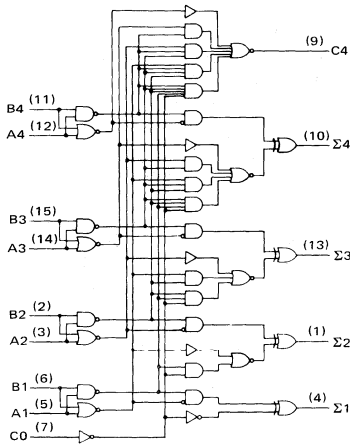 (9)
C4
B4 (11)
A4 (12)
(10)
Σ4
B3 (15)
A3 (14)
(13)
Σ3
B2 (2)
A2 (3)
(1)
Σ2
B1 (6)
A1 (5)
(4)
Σ1
C0 (7)